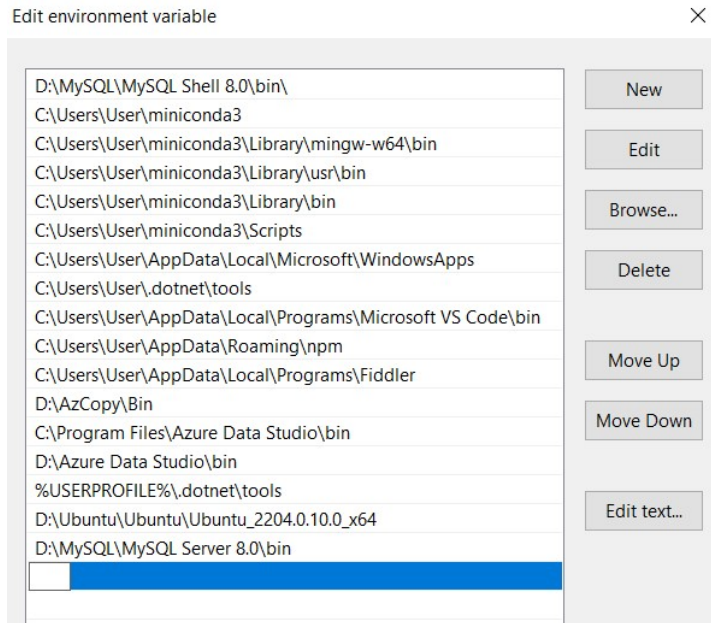 Edit environment variable
D:\MySQL\MySQL Shell 8.0\bin\
C:\Users\User\miniconda3
C:\Users\User\miniconda3\Library\mingw-w64\bin
C:\Users\User\miniconda3\Library\usr\bin
C:\Users\User\miniconda3\Library\bin
C:\Users\User\miniconda3\Scripts
C:\Users\User\AppData\Local\Microsoft\WindowsApps
C:\Users\User\.dotnet\tools
C:\Users\User\AppData\Local\Programs\Microsoft VS Code\bin
C:\Users\User\AppData\Roaming\npm
C:\Users\User\AppData\Local\Programs\Fiddler
D:\AzCopy\Bin
C:\Program Files\Azure Data Studio\bin
D:\Azure Data Studio\bin
%USERPROFILE%\.dotnet\tools
D:\Ubuntu\Ubuntu\Ubuntu_2204.0.10.0_x64
D:\MySQL\MySQL Server 8.0\bin
New
Edit
Browse...
Delete
Move Up
Move Down
Edit text...